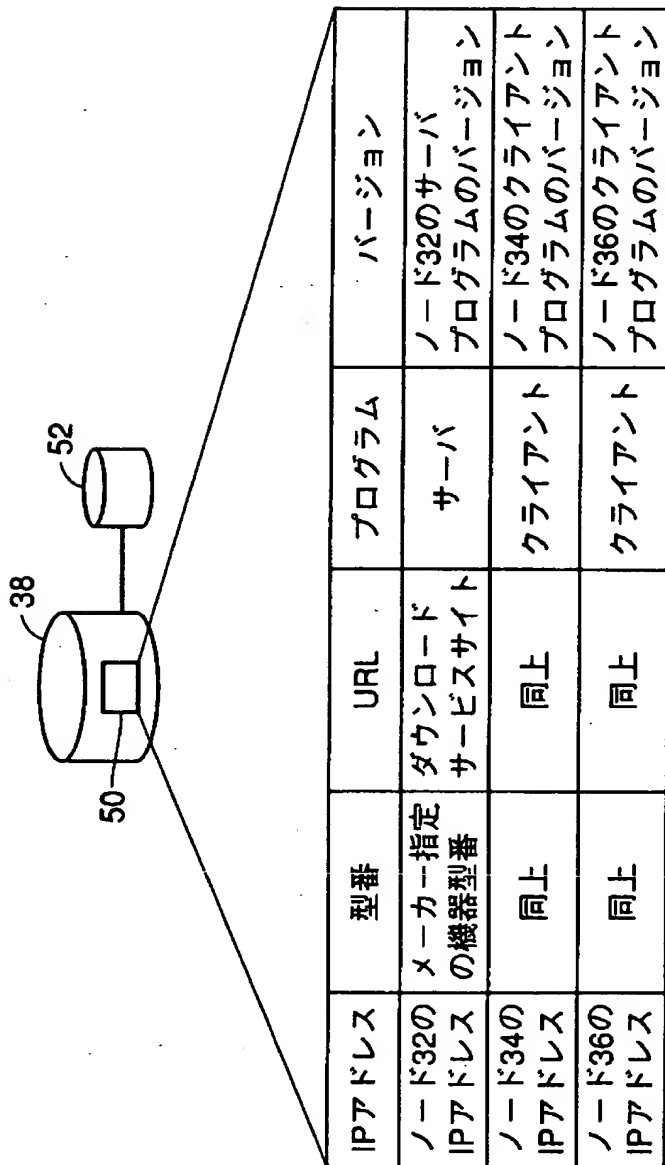 38
52
50
IPアドレス
型番
URL
プログラム
バージョン
ノード32の
IPアドレス
メーカー指定
の機器型番
ダウンロード
サービスサイト
サーバ
ノード32のサーバ
プログラムのバージョン
ノード34の
IPアドレス
同上
同上
クライアント
ノード34のクライアント
プログラムのバージョン
ノード36の
IPアドレス
同上
同上
クライアント
ノード36のクライアント
プログラムのバージョン